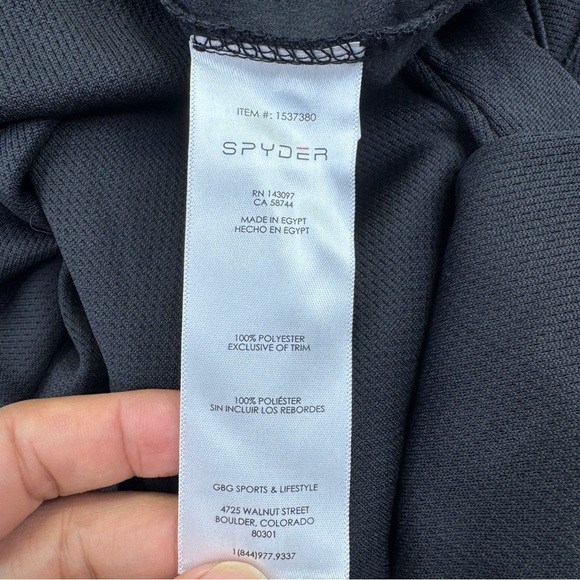 ITEM #: 1537380
SPYDER
RN 143097
CA 58744
MADE IN EGYPT
HECHO EN EGYPT
100% POLYESTER
EXCLUSIVE OF TRIM
100% POLIÉSTER
SIN INCLUIR LOS REBORDES
GBG SPORTS & LIFESTYLE
4725 WALNUT STREET
BOULDER, COLORADO
80301
1(844)977.9337